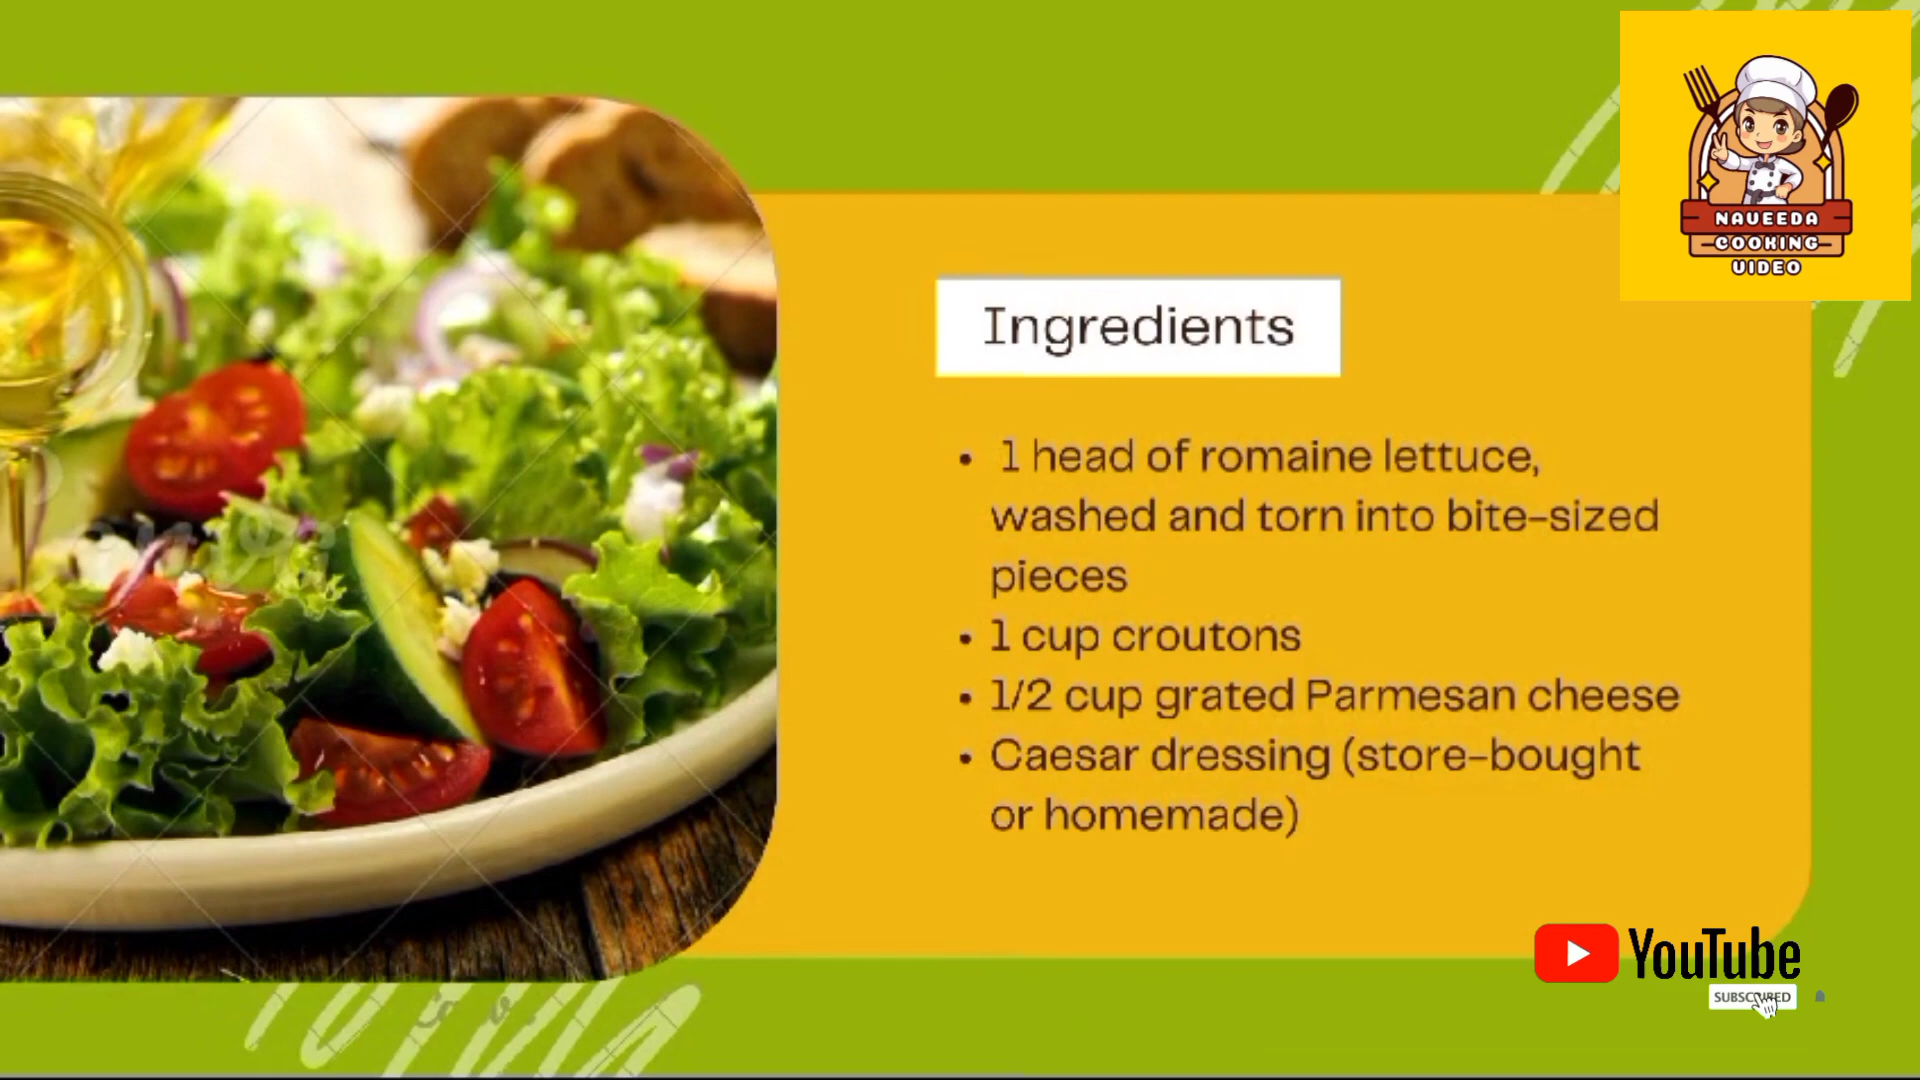 NAVEEDA
COOKING
VIDEO
Ingredients
• 1 head of romaine lettuce,
washed and torn into bite-sized
pieces
• 1 cup croutons
• 1/2 cup grated Parmesan cheese
• Caesar dressing (store-bought
or homemade)
YouTube
SUBSCRIBED